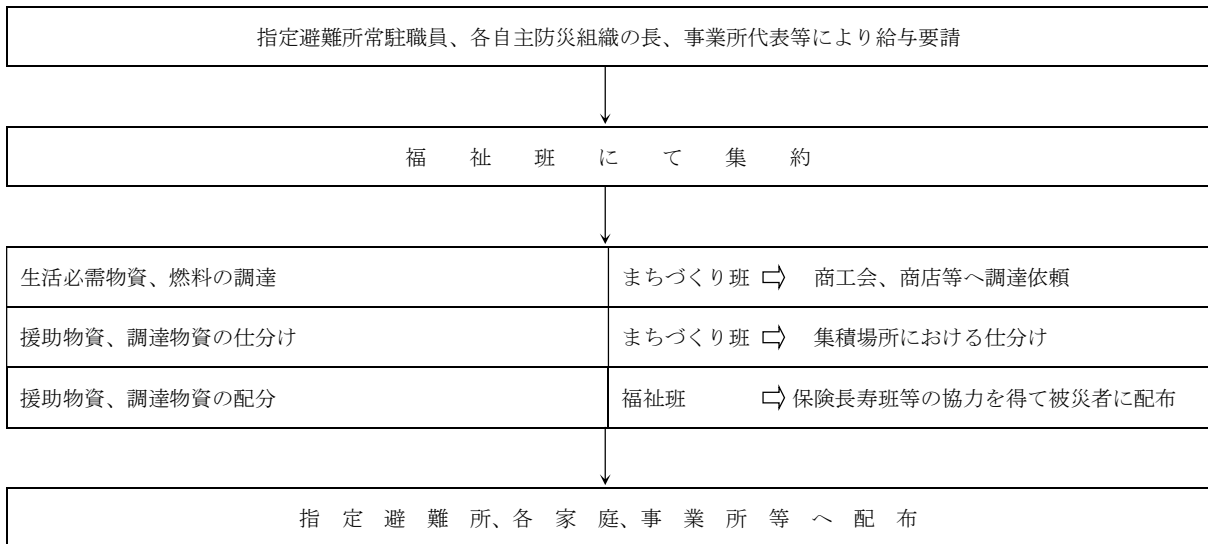 指定避難所常駐職員、各自主防災組織の長、事業所代表等により給与要請
福祉班にて集約
生活必需物資、燃料の調達 まちづくり班 ⇨ 商工会、商店等へ調達依頼
援助物資、調達物資の仕分け まちづくり班 ⇨ 集積場所における仕分け
援助物資、調達物資の配分 福祉班 ⇨ 保険長寿班等の協力を得て被災者に配布
指定避難所、各家庭、事業所等へ配布